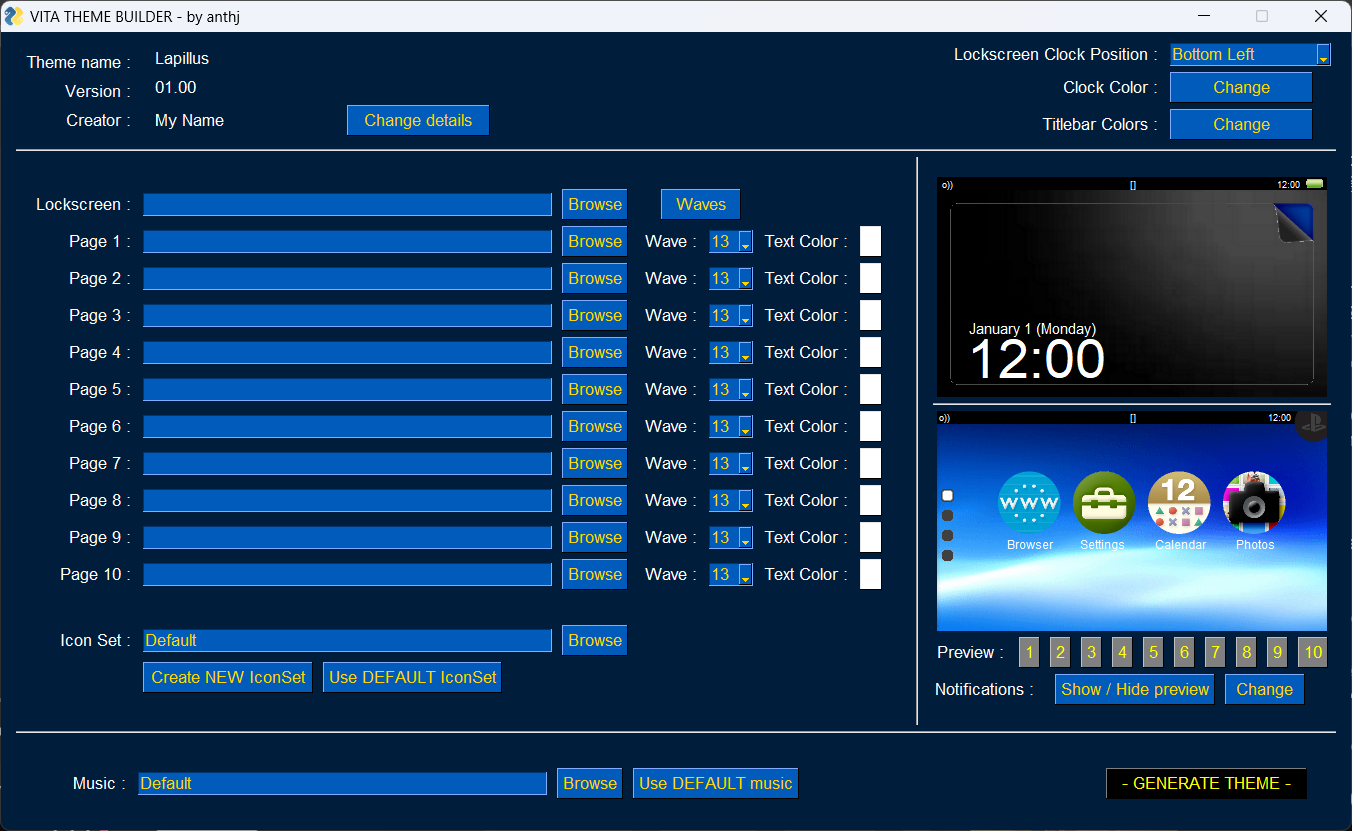 VITA THEME BUILDER - by anthj
Theme name : Lapillus
Version : 01.00
Creator : My Name
Change details
Lockscreen Clock Position : Bottom Left
Clock Color : Change
Titlebar Colors : Change
Lockscreen : Browse Waves
Page 1 : Browse Wave : 13 Text Color :
Page 2 : Browse Wave : 13 Text Color :
Page 3 : Browse Wave : 13 Text Color :
Page 4 : Browse Wave : 13 Text Color :
Page 5 : Browse Wave : 13 Text Color :
Page 6 : Browse Wave : 13 Text Color :
Page 7 : Browse Wave : 13 Text Color :
Page 8 : Browse Wave : 13 Text Color :
Page 9 : Browse Wave : 13 Text Color :
Page 10 : Browse Wave : 13 Text Color :
Icon Set : Default Browse
Create NEW IconSet Use DEFAULT IconSet
o)) [] 12:00
January 1 (Monday)
12:00
o)) [] 12:00
www 12
Browser Settings Calendar Photos
Preview : 1 2 3 4 5 6 7 8 9 10
Notifications : Show / Hide preview Change
Music : Default Browse Use DEFAULT music
- GENERATE THEME -